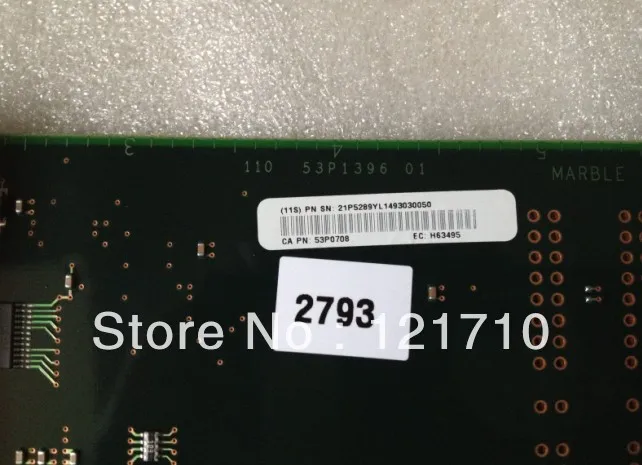 3 4 5
110 53P1396 01 MARBLE
(11S) PN SN: 21P5289YL1493030050
CA PN: 53P0708 EC: H63495
2793
Store No : 121710